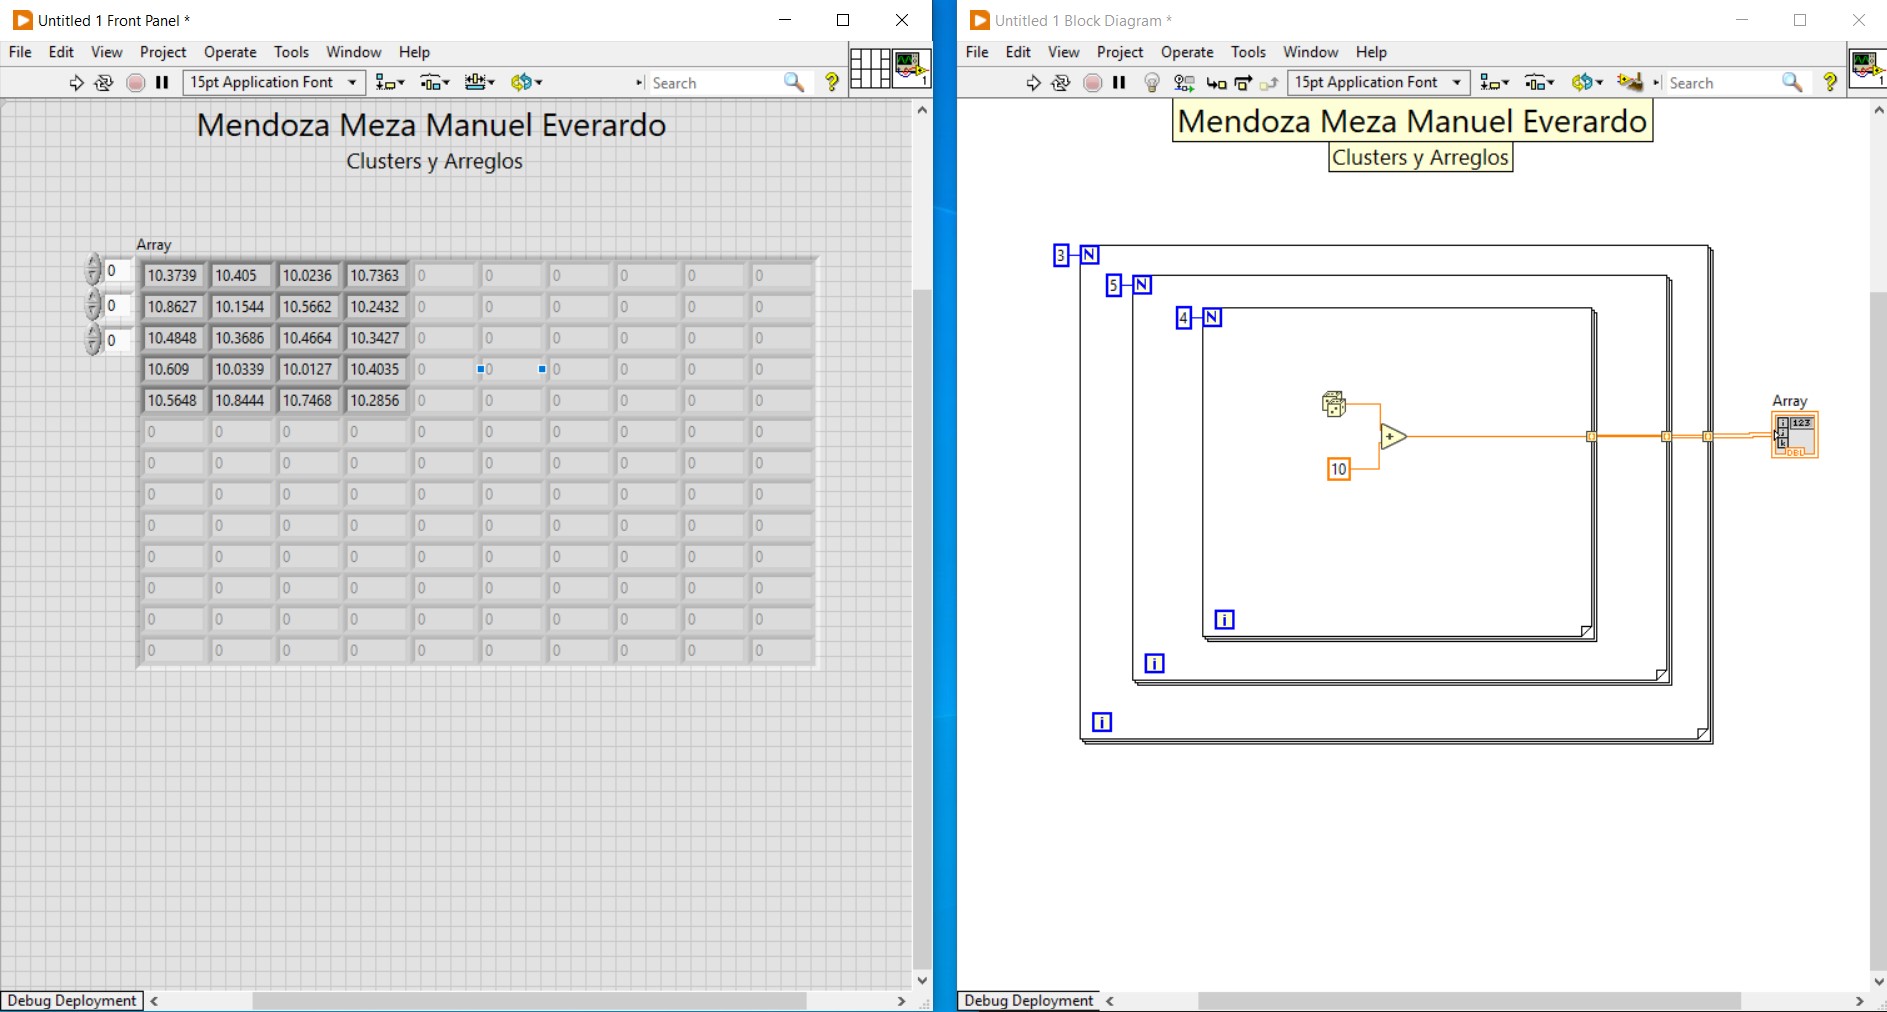 Untitled 1 Front Panel *
File Edit View Project Operate Tools Window Help
15pt Application Font Search ? 1
Mendoza Meza Manuel Everardo
Clusters y Arreglos
Array
0 10.3739 10.405 10.0236 10.7363 0 0 0 0 0 0
0 10.8627 10.1544 10.5662 10.2432 0 0 0 0 0 0
0 10.4848 10.3686 10.4664 10.3427 0 0 0 0 0 0
10.609 10.0339 10.0127 10.4035 0 0 0 0 0 0
10.5648 10.8444 10.7468 10.2856 0 0 0 0 0 0
0 0 0 0 0 0 0 0 0 0
0 0 0 0 0 0 0 0 0 0
0 0 0 0 0 0 0 0 0 0
0 0 0 0 0 0 0 0 0 0
0 0 0 0 0 0 0 0 0 0
0 0 0 0 0 0 0 0 0 0
0 0 0 0 0 0 0 0 0 0
0 0 0 0 0 0 0 0 0 0
Debug Deployment
Untitled 1 Block Diagram *
File Edit View Project Operate Tools Window Help
15pt Application Font Search ? 1
Mendoza Meza Manuel Everardo
Clusters y Arreglos
3 N
5 N
4 N
Array
i 123
j
k
DBL
+
10
i
i
i
Debug Deployment